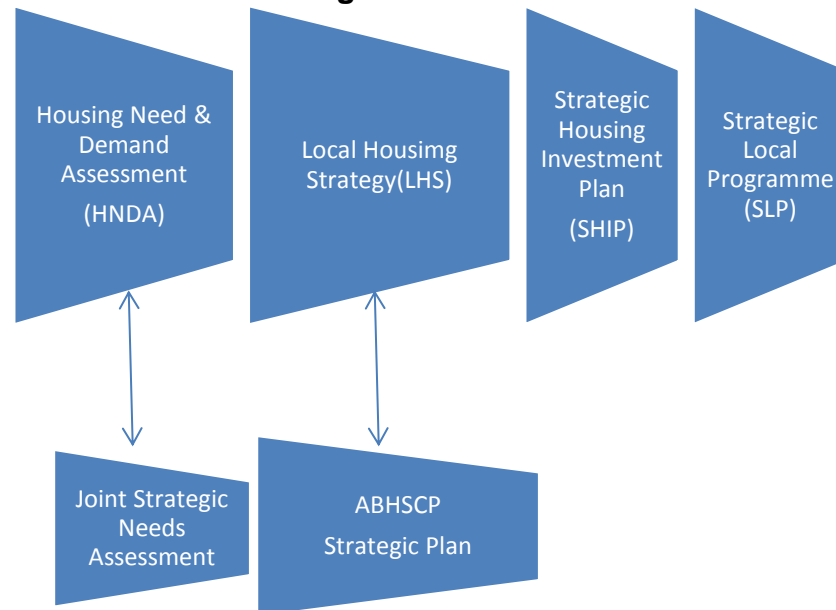 Housing Need &
Demand
Assessment
(HNDA)
Local Housimg
Strategy(LHS)
Strategic
Housing
Investment
Plan
(SHIP)
Strategic
Local
Programme
(SLP)
Joint Strategic
Needs
Assessment
ABHSCP
Strategic Plan